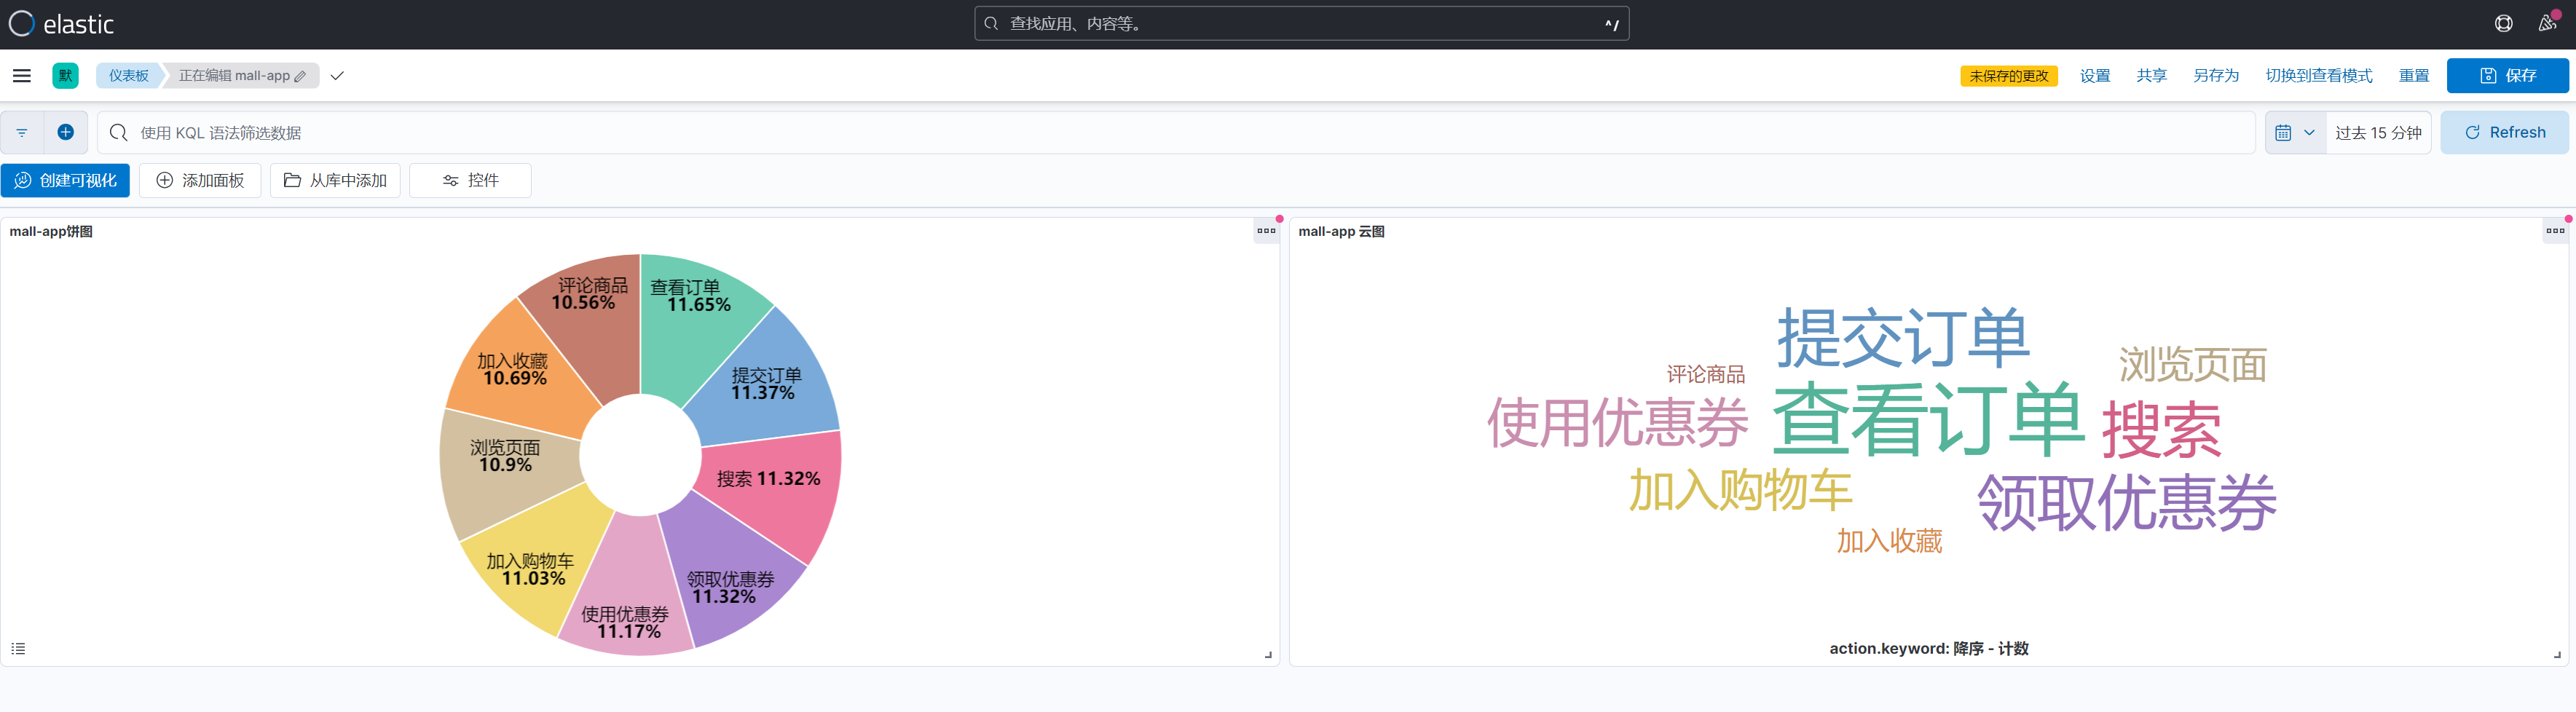 elastic
查找应用、内容等。
^/
默
仪表板
正在编辑 mall-app
未保存的更改
设置
共享
另存为
切换到查看模式
重置
保存
使用 KQL 语法筛选数据
过去 15 分钟
Refresh
创建可视化
添加面板
从库中添加
控件
mall-app饼图
评论商品
10.56%
查看订单
11.65%
加入收藏
10.69%
提交订单
11.37%
浏览页面
10.9%
搜索 11.32%
加入购物车
11.03%
领取优惠券
11.32%
使用优惠券
11.17%
mall-app 云图
提交订单
浏览页面
评论商品
使用优惠券
查看订单
搜索
加入购物车
领取优惠券
加入收藏
action.keyword: 降序 - 计数